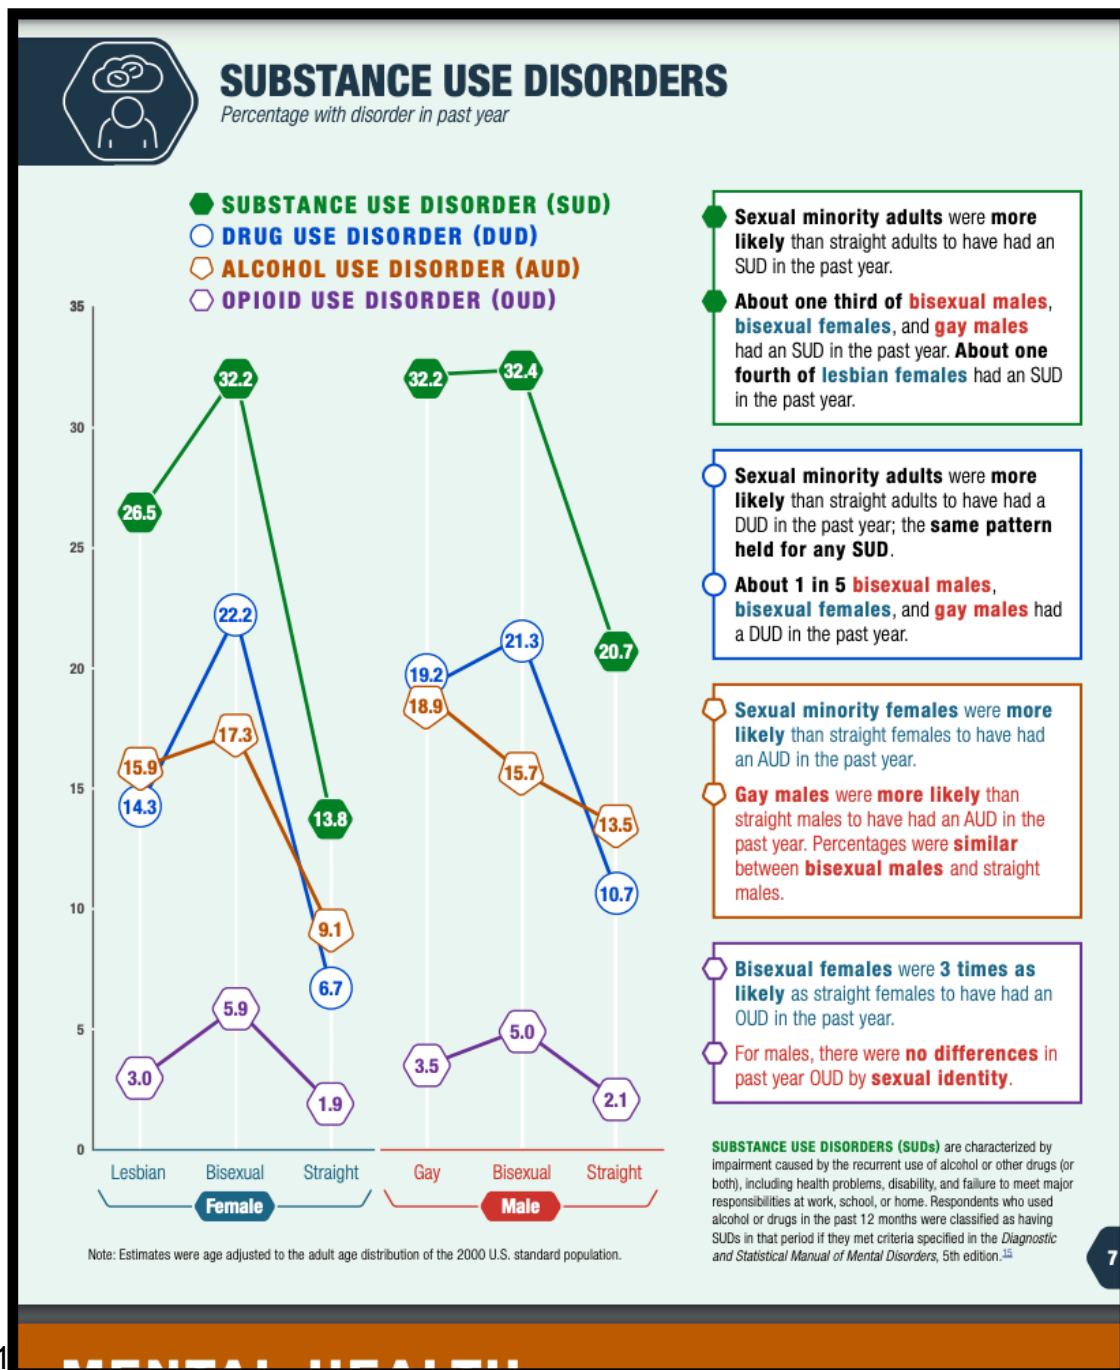 SUBSTANCE USE DISORDERS
Percentage with disorder in past year
SUBSTANCE USE DISORDER (SUD)
DRUG USE DISORDER (DUD)
ALCOHOL USE DISORDER (AUD)
OPIOID USE DISORDER (OUD)
35
30
25
20
15
10
5
0
26.5
32.2
13.8
32.2
32.4
20.7
14.3
22.2
6.7
19.2
21.3
10.7
15.9
17.3
9.1
18.9
15.7
13.5
3.0
5.9
1.9
3.5
5.0
2.1
Lesbian Bisexual Straight
Female
Gay Bisexual Straight
Male
Note: Estimates were age adjusted to the adult age distribution of the 2000 U.S. standard population.
Sexual minority adults were more
likely than straight adults to have had an
SUD in the past year.
About one third of bisexual males,
bisexual females, and gay males
had an SUD in the past year. About one
fourth of lesbian females had an SUD
in the past year.
Sexual minority adults were more
likely than straight adults to have had a
DUD in the past year; the same pattern
held for any SUD.
About 1 in 5 bisexual males,
bisexual females, and gay males had
a DUD in the past year.
Sexual minority females were more
likely than straight females to have had
an AUD in the past year.
Gay males were more likely than
straight males to have had an AUD in the
past year. Percentages were similar
between bisexual males and straight
males.
Bisexual females were 3 times as
likely as straight females to have had an
OUD in the past year.
For males, there were no differences in
past year OUD by sexual identity.
SUBSTANCE USE DISORDERS (SUDs) are characterized by
impairment caused by the recurrent use of alcohol or other drugs (or
both), including health problems, disability, and failure to meet major
responsibilities at work, school, or home. Respondents who used
alcohol or drugs in the past 12 months were classified as having
SUDs in that period if they met criteria specified in the Diagnostic
and Statistical Manual of Mental Disorders, 5th edition.15
7
1
MENTAL HEALTH